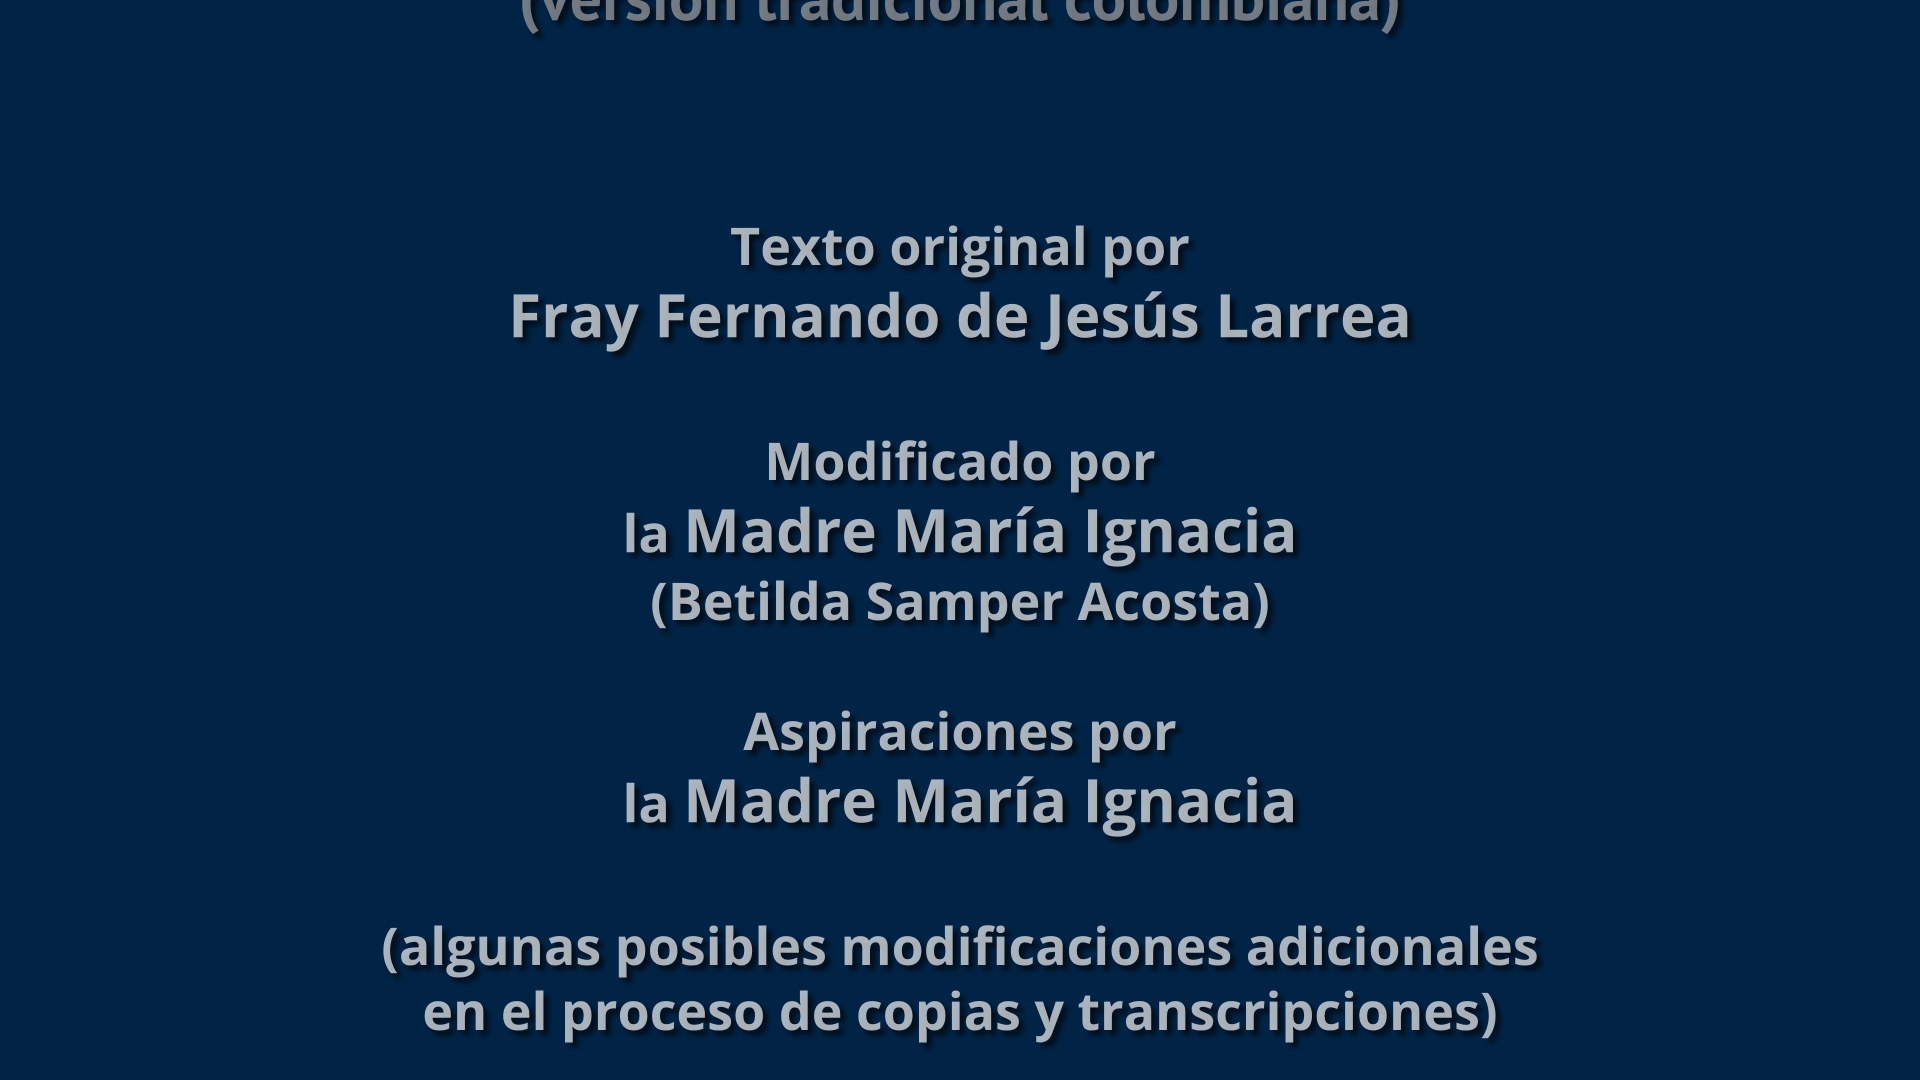 (versión tradicional colombiana)
Texto original por
Fray Fernando de Jesús Larrea
Modificado por
la Madre María Ignacia
(Betilda Samper Acosta)
Aspiraciones por
la Madre María Ignacia
(algunas posibles modificaciones adicionales
en el proceso de copias y transcripciones)